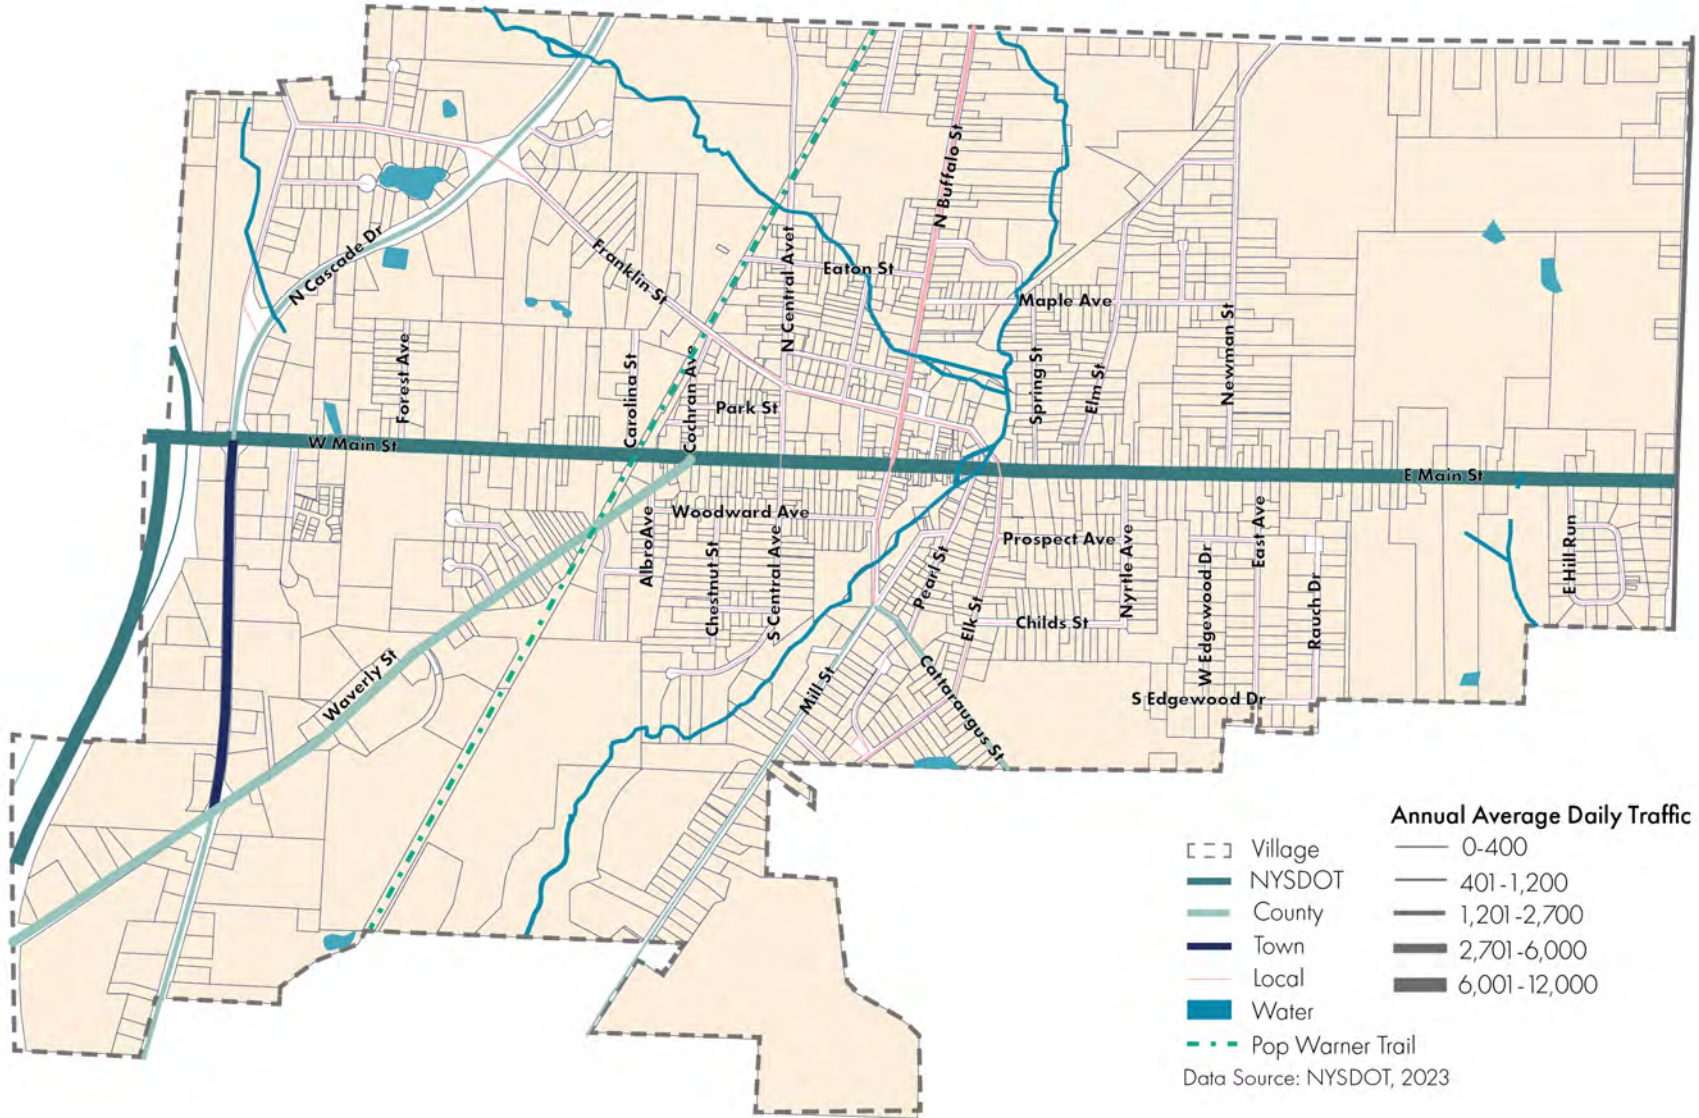 N Buffalo St
N Cascade Dr
Franklin St
N Central Avet
Eaton St
Maple Ave
Forest Ave
Carolina St
Cochran Ave
Park St
Spring St
Elm St
Newman St
W Main St
E Main St
Woodward Ave
AlbroAve
Chestnut St
S Central Ave
Pearl St
Elk St
Prospect Ave
Nyrtle Ave
Childs St
W Edgewood Dr
East Ave
Rauch Dr
E Hill Run
Waverly St
Mill St
Cattaraugus St
S Edgewood Dr
Village
NYSDOT
County
Town
Local
Water
Pop Warner Trail
Data Source: NYSDOT, 2023
Annual Average Daily Traffic
0-400
401-1,200
1,201-2,700
2,701-6,000
6,001-12,000